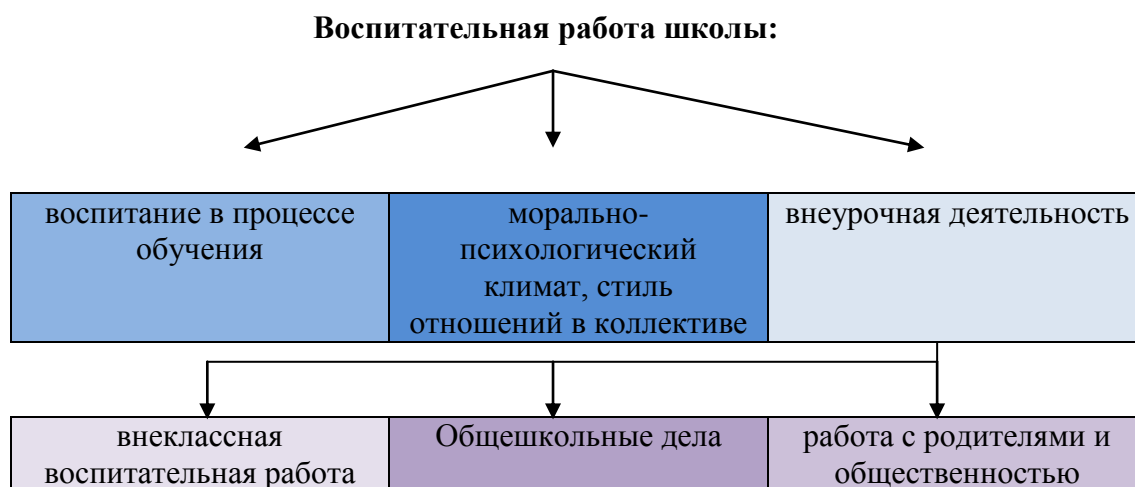 Воспитательная работа школы:
воспитание в процессе
обучения
морально-
психологический
климат, стиль
отношений в коллективе
внеурочная деятельность
внеклассная
воспитательная работа
Общешкольные дела
работа с родителями и
общественностью